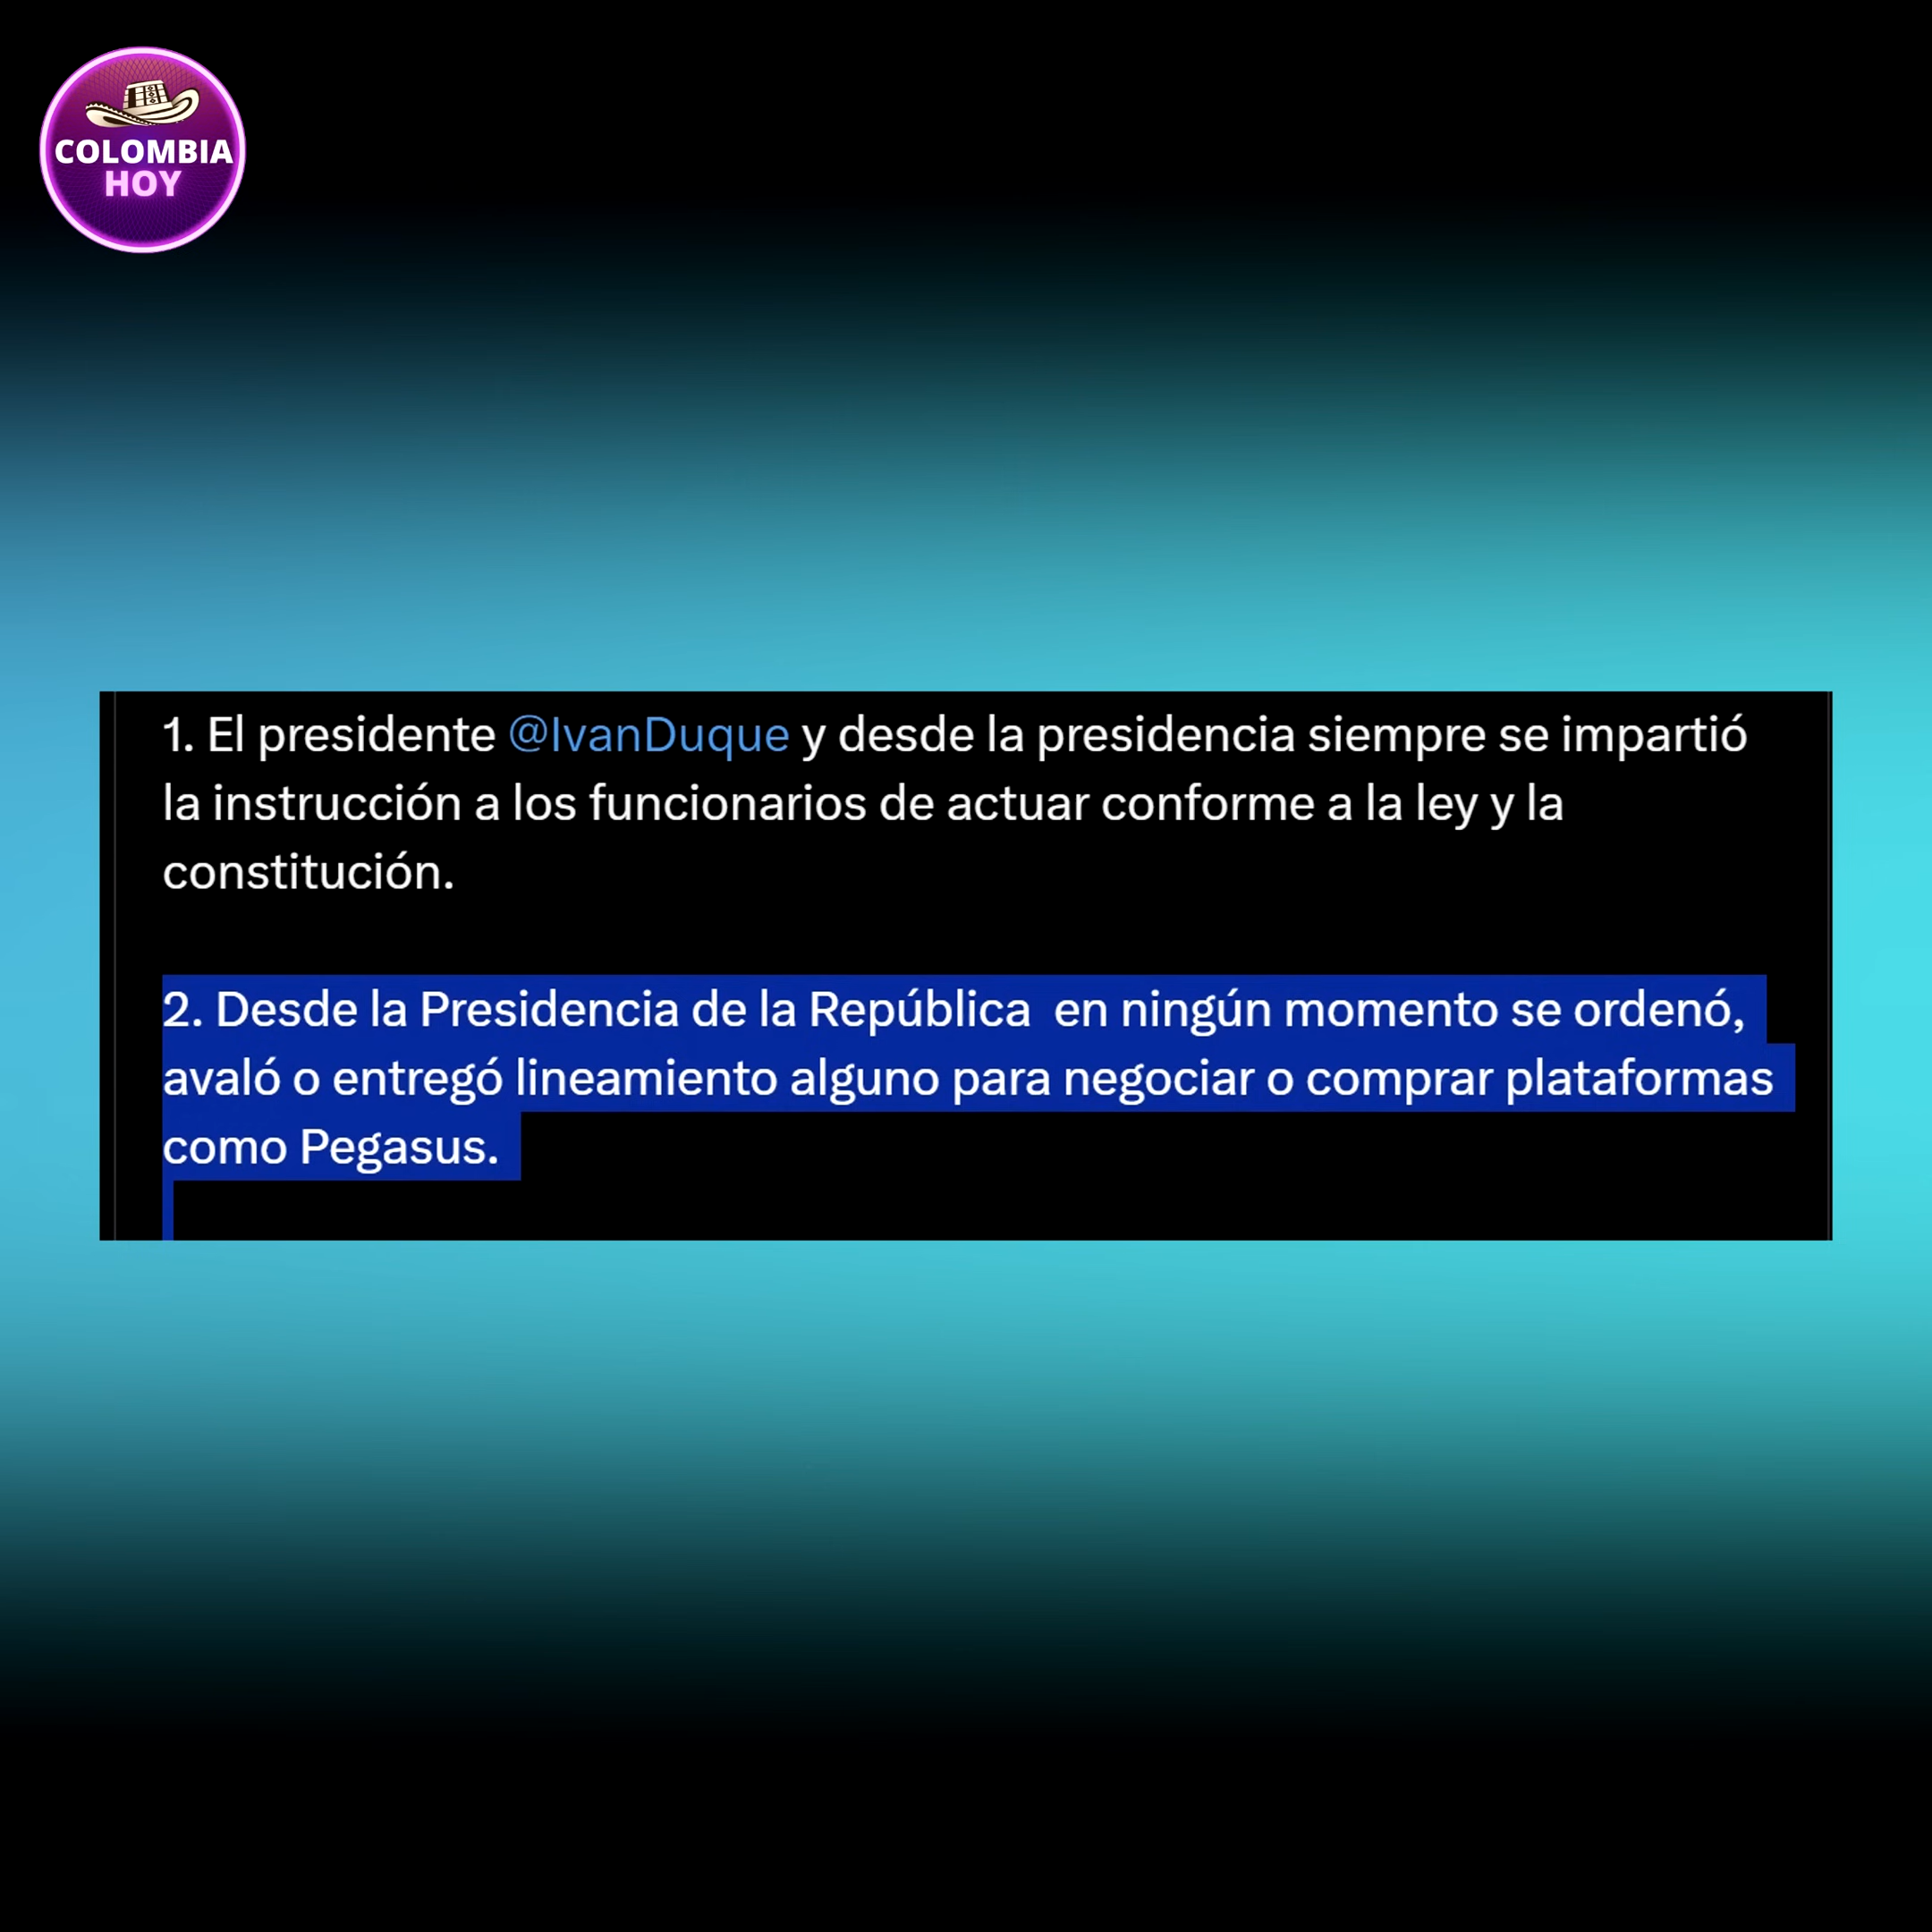 COLOMBIA
HOY
1. El presidente @IvanDuque y desde la presidencia siempre se impartió
la instrucción a los funcionarios de actuar conforme a la ley y la
constitución.
2. Desde la Presidencia de la República  en ningún momento se ordenó,
avaló o entregó lineamiento alguno para negociar o comprar plataformas
como Pegasus.